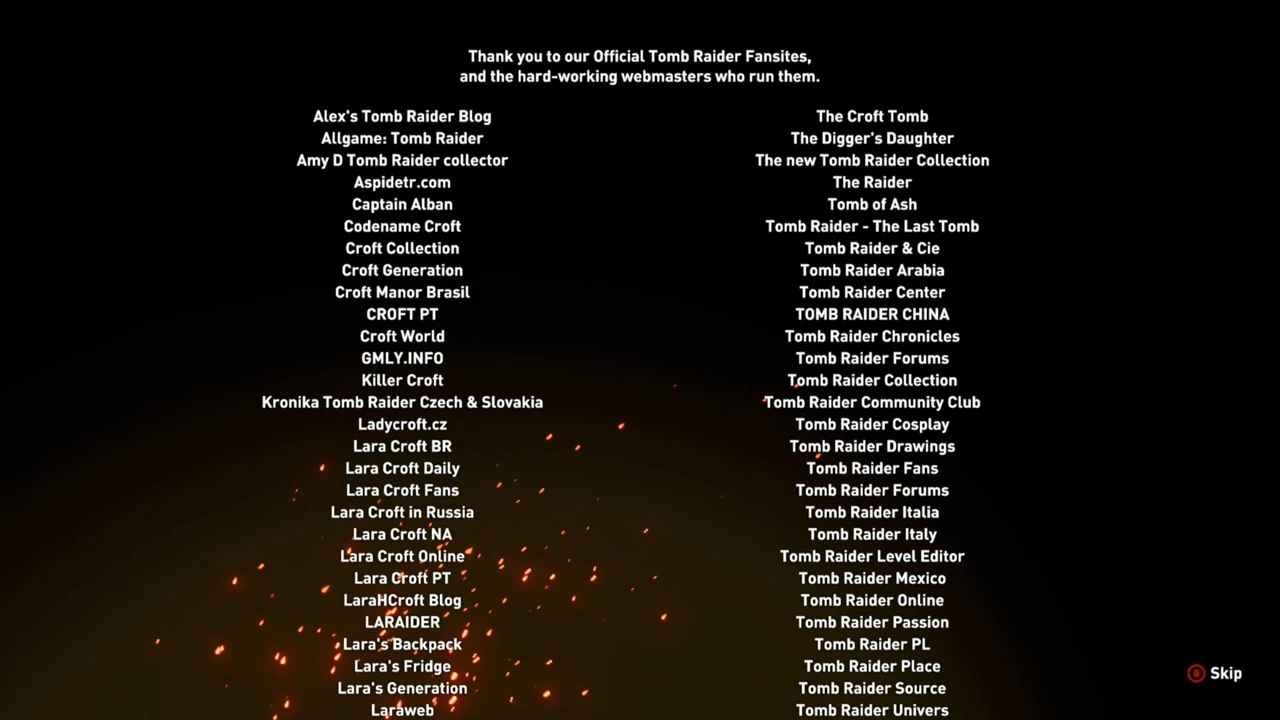 Thank you to our Official Tomb Raider Fansites,
and the hard-working webmasters who run them.
Alex's Tomb Raider Blog
Allgame: Tomb Raider
Amy D Tomb Raider collector
Aspidetr.com
Captain Alban
Codename Croft
Croft Collection
Croft Generation
Croft Manor Brasil
CROFT PT
Croft World
GMLY.INFO
Killer Croft
Kronika Tomb Raider Czech & Slovakia
Ladycroft.cz
Lara Croft BR
Lara Croft Daily
Lara Croft Fans
Lara Croft in Russia
Lara Croft NA
Lara Croft Online
Lara Croft PT
LaraHCroft Blog
LARAIDER
Lara's Backpack
Lara's Fridge
Lara's Generation
Laraweb
The Croft Tomb
The Digger's Daughter
The new Tomb Raider Collection
The Raider
Tomb of Ash
Tomb Raider - The Last Tomb
Tomb Raider & Cie
Tomb Raider Arabia
Tomb Raider Center
TOMB RAIDER CHINA
Tomb Raider Chronicles
Tomb Raider Forums
Tomb Raider Collection
Tomb Raider Community Club
Tomb Raider Cosplay
Tomb Raider Drawings
Tomb Raider Fans
Tomb Raider Forums
Tomb Raider Italia
Tomb Raider Italy
Tomb Raider Level Editor
Tomb Raider Mexico
Tomb Raider Online
Tomb Raider Passion
Tomb Raider PL
Tomb Raider Place
Tomb Raider Source
Tomb Raider Univers
B Skip